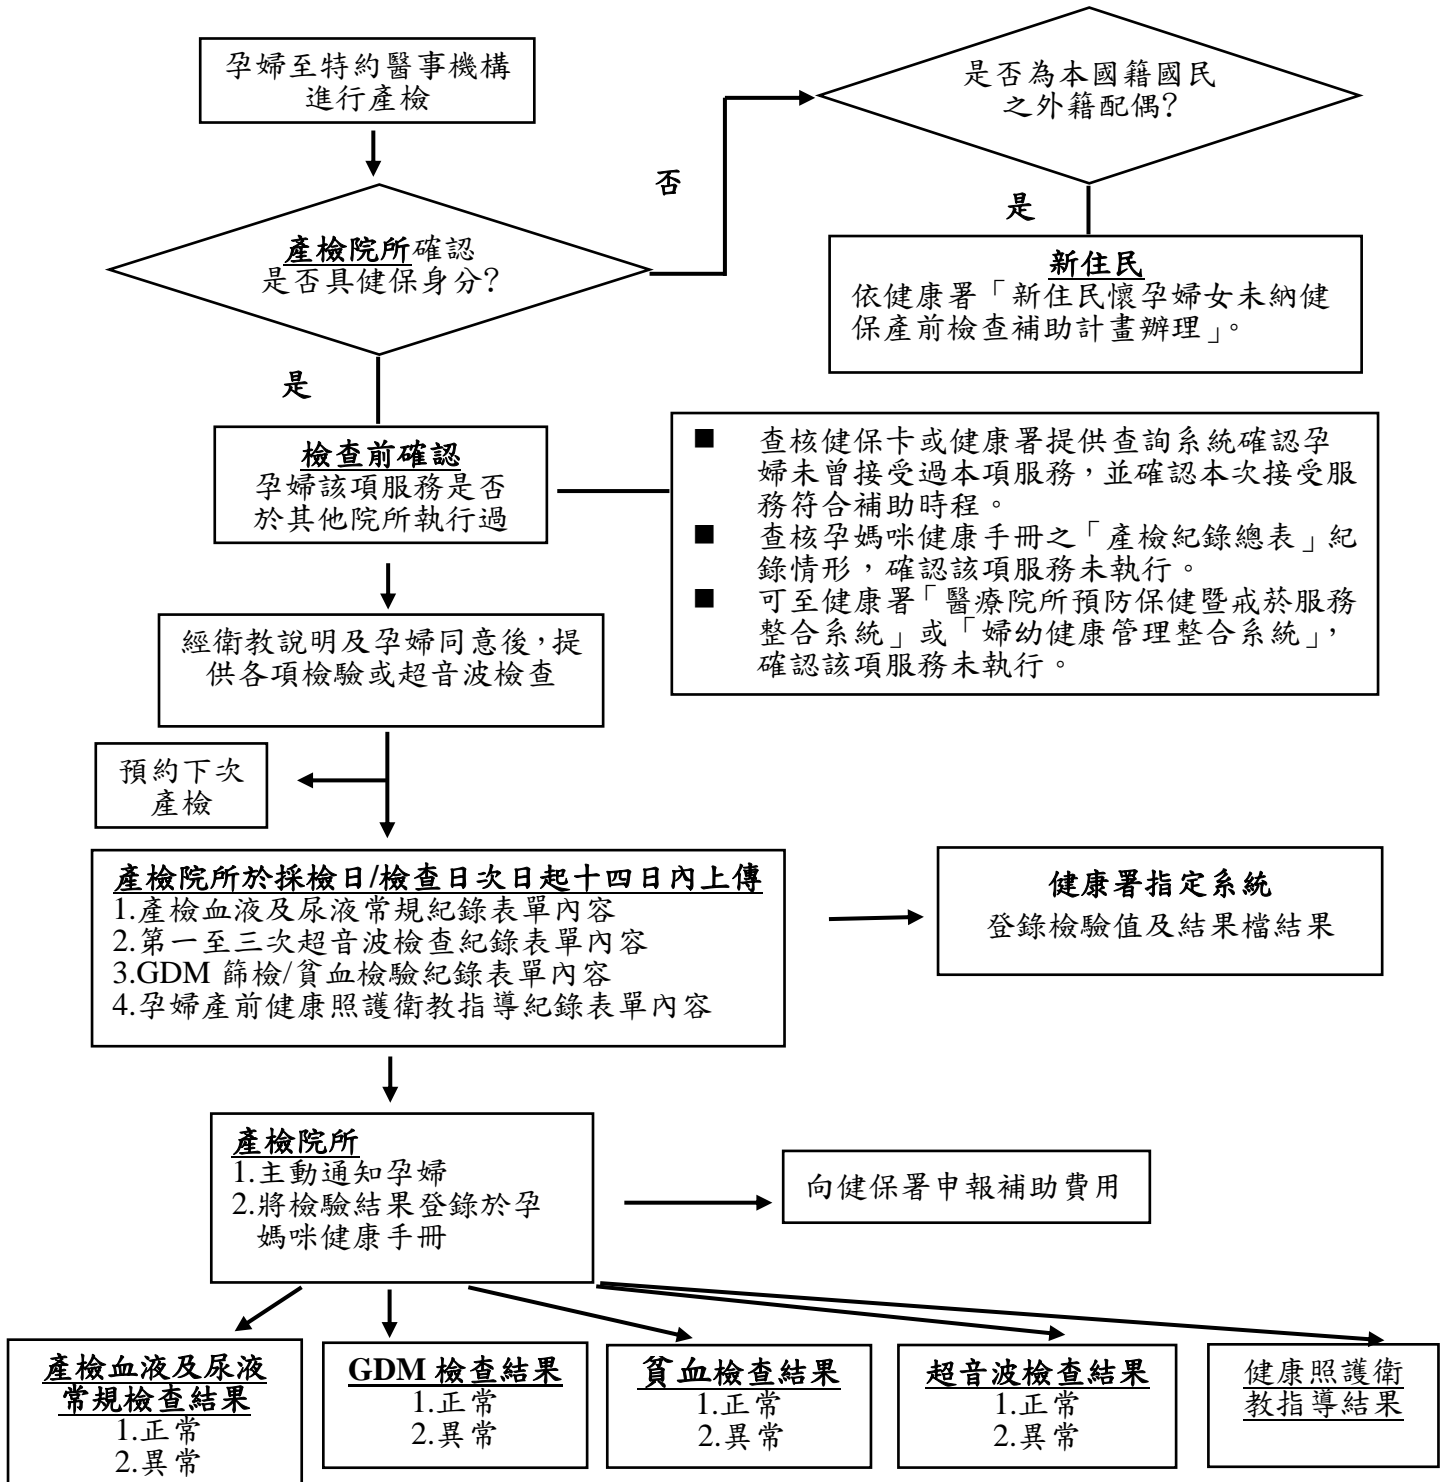 孕婦至特約醫事機構
進行產檢
是否為本國籍國民
之外籍配偶?
否
產檢院所確認
是否具健保身分?
是
新住民
依健康署「新住民懷孕婦女未納健
保產前檢查補助計畫辦理」。
是
檢查前確認
孕婦該項服務是否
於其他院所執行過
■ 查核健保卡或健康署提供查詢系統確認孕
婦未曾接受過本項服務，並確認本次接受服
務符合補助時程。
■ 查核孕媽咪健康手冊之「產檢紀錄總表」紀
錄情形，確認該項服務未執行。
■ 可至健康署「醫療院所預防保健暨戒菸服務
整合系統」或「婦幼健康管理整合系統」，
確認該項服務未執行。
經衛教說明及孕婦同意後，提
供各項檢驗或超音波檢查
預約下次
產檢
產檢院所於採檢日/檢查日次日起十四日內上傳
1.產檢血液及尿液常規紀錄表單內容
2.第一至三次超音波檢查紀錄表單內容
3.GDM 篩檢/貧血檢驗紀錄表單內容
4.孕婦產前健康照護衛教指導紀錄表單內容
健康署指定系統
登錄檢驗值及結果檔結果
產檢院所
1.主動通知孕婦
2.將檢驗結果登錄於孕
媽咪健康手冊
向健保署申報補助費用
產檢血液及尿液
常規檢查結果
1.正常
2.異常
GDM 檢查結果
1.正常
2.異常
貧血檢查結果
1.正常
2.異常
超音波檢查結果
1.正常
2.異常
健康照護衛
教指導結果